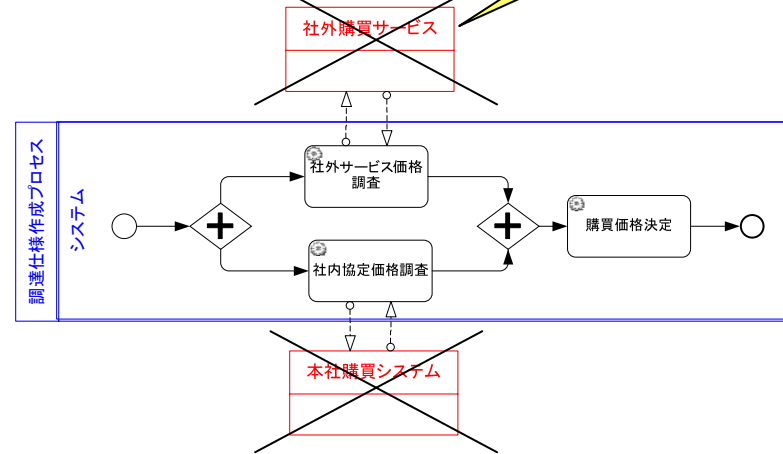 社外購買サービス
調達仕様作成プロセス
システム
社外サービス価格
調査
購買価格決定
社内協定価格調査
本社購買システム